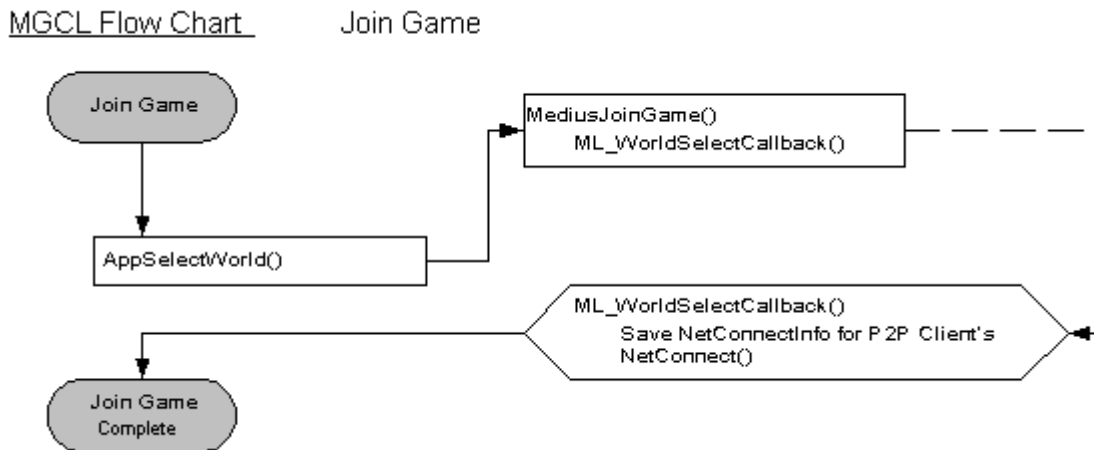 MGCL Flow Chart Join Game
Join Game
MediusJoinGame()
ML_WorldSelectCallback()
AppSelectWorld()
ML_WorldSelectCallback()
Save NetConnectInfo for P2P Client's
NetConnect()
Join Game
Complete